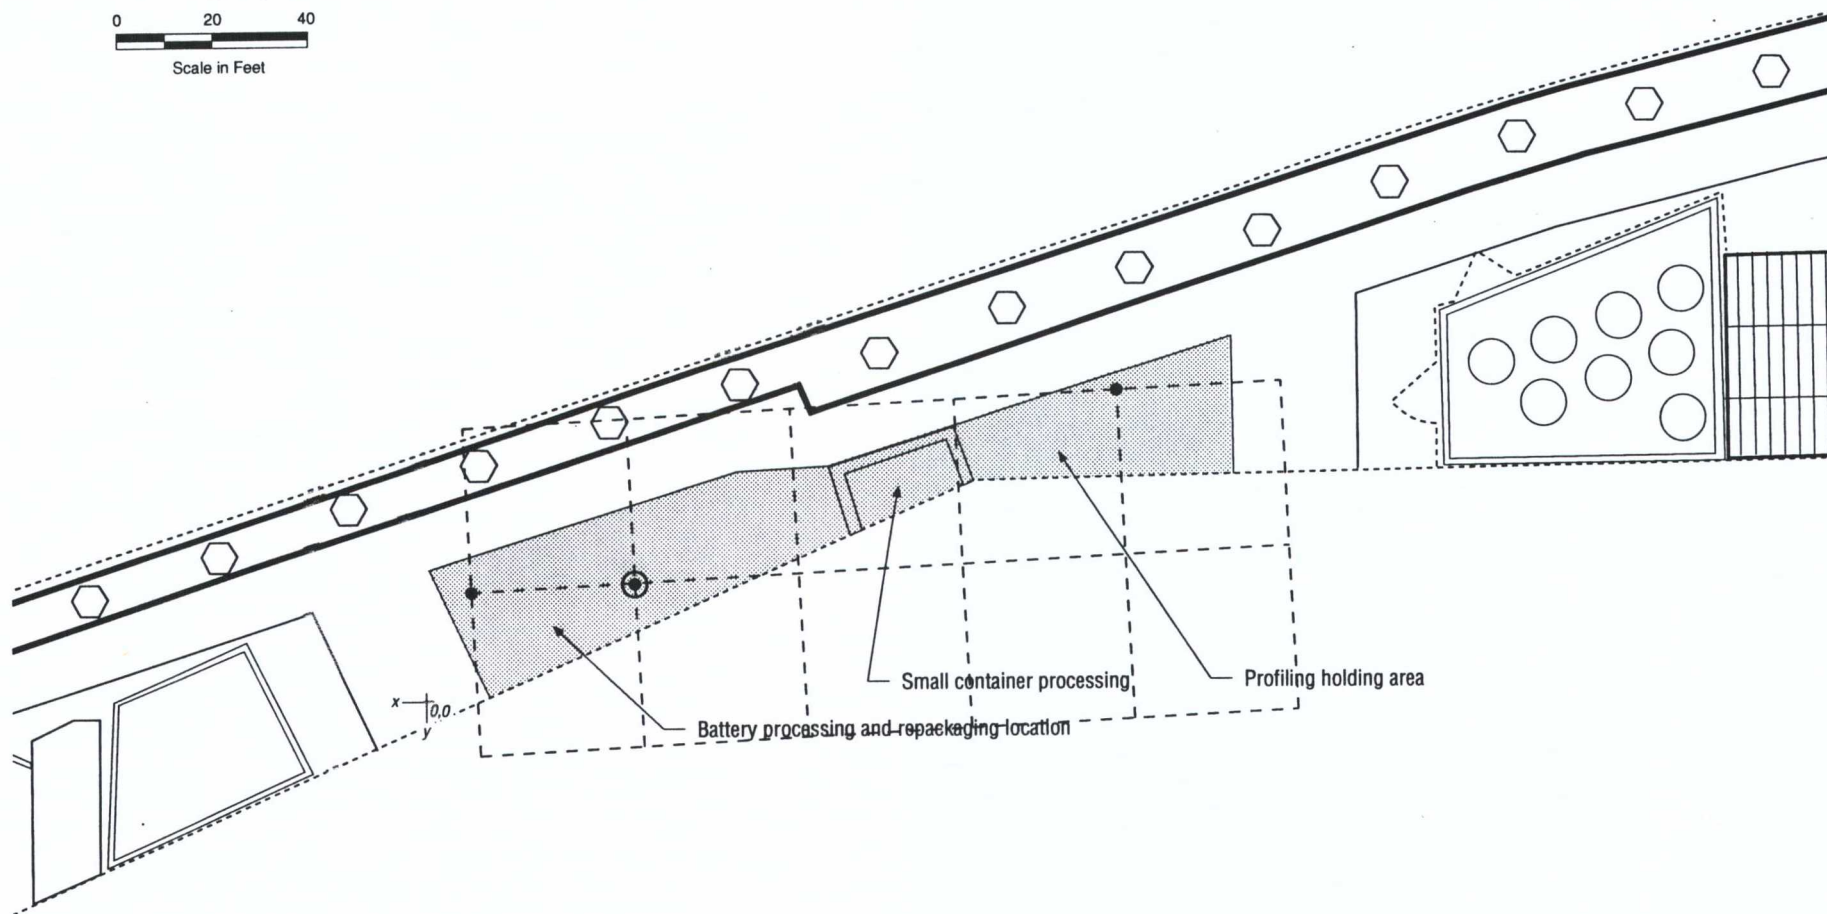 0 20 40
Scale in Feet
Small container processing
Profiling holding area
x
0,0
y
Battery processing and repackaging location